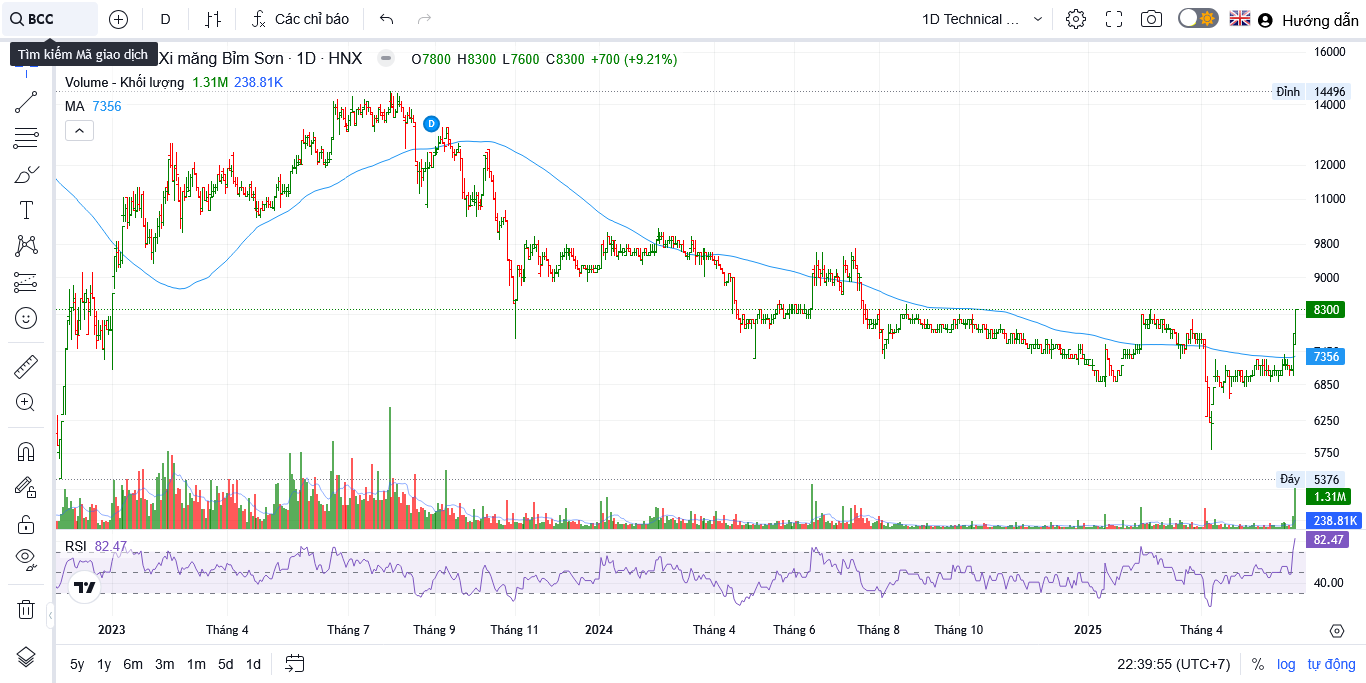 BCC
D
Các chỉ báo
1D Technical ...
Hướng dẫn
Tìm kiếm Mã giao dịch
Xi măng Bỉm Sơn · 1D · HNX
O7800 H8300 L7600 C8300 +700 (+9.21%)
Volume - Khối lượng 1.31M 238.81K
MA 7356
D
16000
Đỉnh 14496
14000
12000
11000
9800
9000
8300
7356
6850
6250
5750
Đáy 5376
1.31M
238.81K
RSI 82.47
82.47
40.00
2023
Tháng 4
Tháng 7
Tháng 9
Tháng 11
2024
Tháng 4
Tháng 6
Tháng 8
Tháng 10
2025
Tháng 4
5y 1y 6m 3m 1m 5d 1d
22:39:55 (UTC+7)
% log tự động